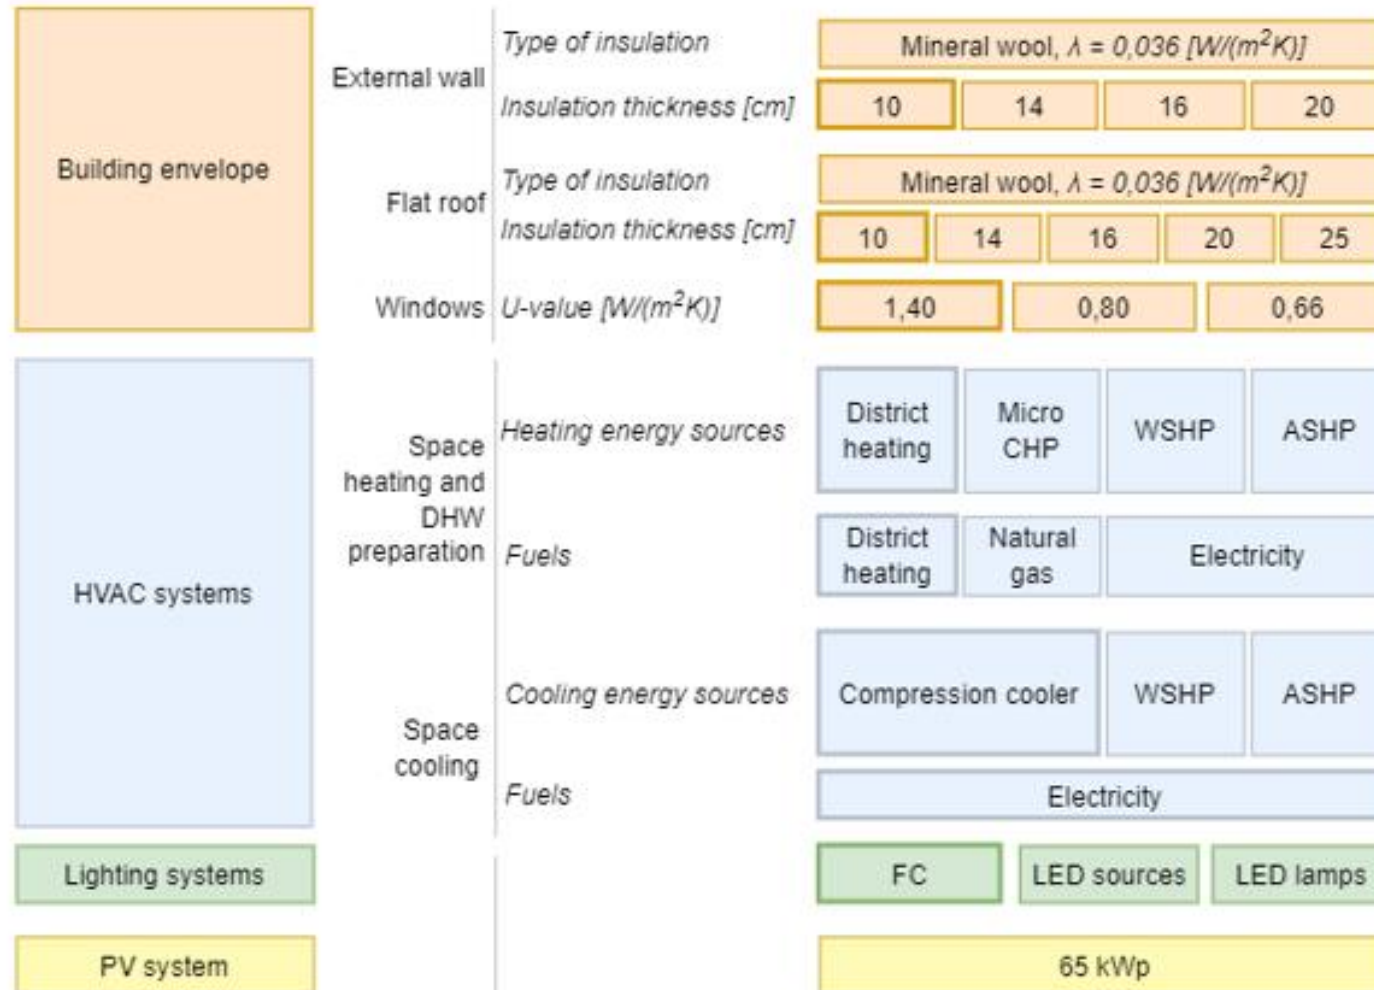 Building envelope
External wall
Type of insulation
Mineral wool, λ = 0,036 [W/(m²K)]
Insulation thickness [cm]
10 14 16 20
Flat roof
Type of insulation
Mineral wool, λ = 0,036 [W/(m²K)]
Insulation thickness [cm]
10 14 16 20 25
Windows
U-value [W/(m²K)]
1,40 0,80 0,66
HVAC systems
Space
heating and
DHW
preparation
Heating energy sources
District
heating
Micro
CHP
WSHP
ASHP
Fuels
District
heating
Natural
gas
Electricity
Space
cooling
Cooling energy sources
Compression cooler
WSHP
ASHP
Fuels
Electricity
Lighting systems
FC
LED sources
LED lamps
PV system
65 kWp